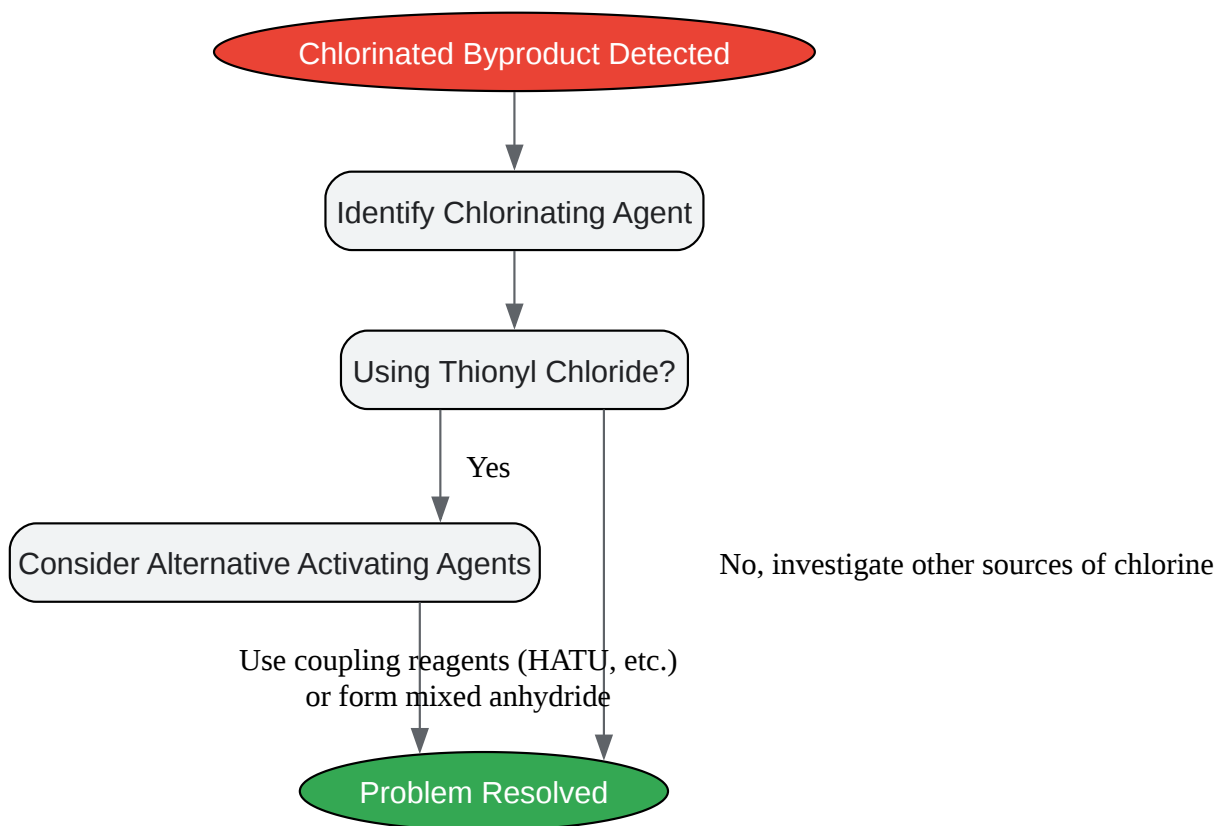 Chlorinated Byproduct Detected
Identify Chlorinating Agent
Using Thionyl Chloride?
Yes
Consider Alternative Activating Agents
No, investigate other sources of chlorine
Use coupling reagents (HATU, etc.)
or form mixed anhydride
Problem Resolved